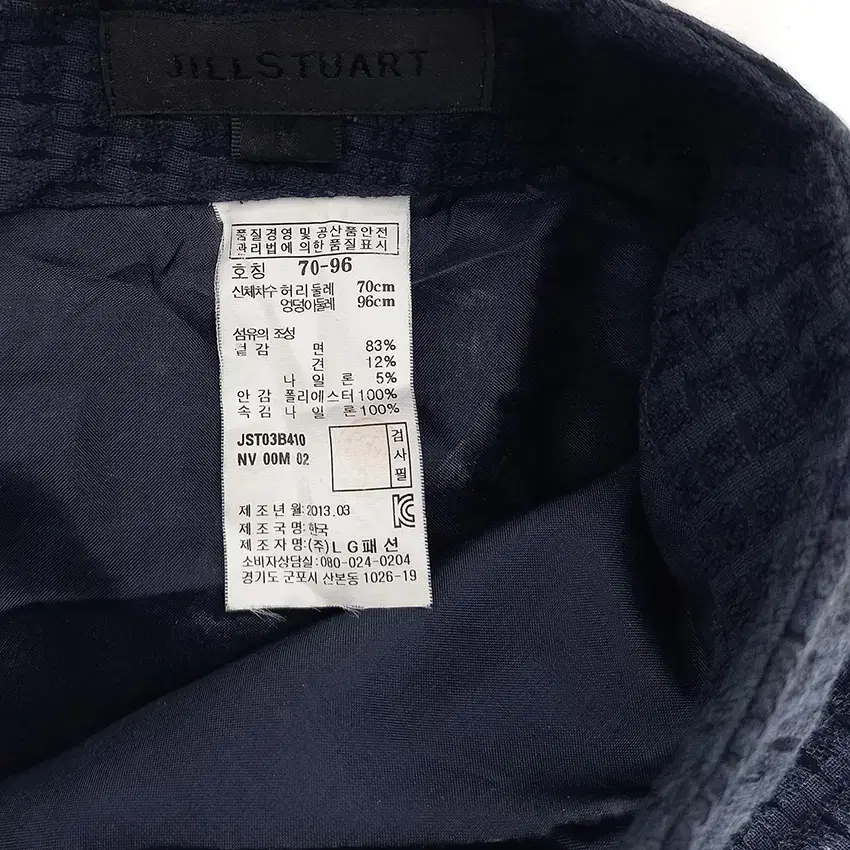 JILLSTUART
품질경영 및 공산품안전
관리법에 의한 품질표시
호칭 70-96
신체치수 허리둘레 70cm
엉덩이둘레 96cm
섬유의 조성
겉감 면 83%
견 12%
나일론 5%
안감 폴리에스터 100%
속감 나일론 100%
JST03B410
NV 00M 02
검사필
제조년월:2013.03
제조국명:한국
제조자명:(주)LG패션
소비자상담실:080-024-0204
경기도 군포시 산본동 1026-19